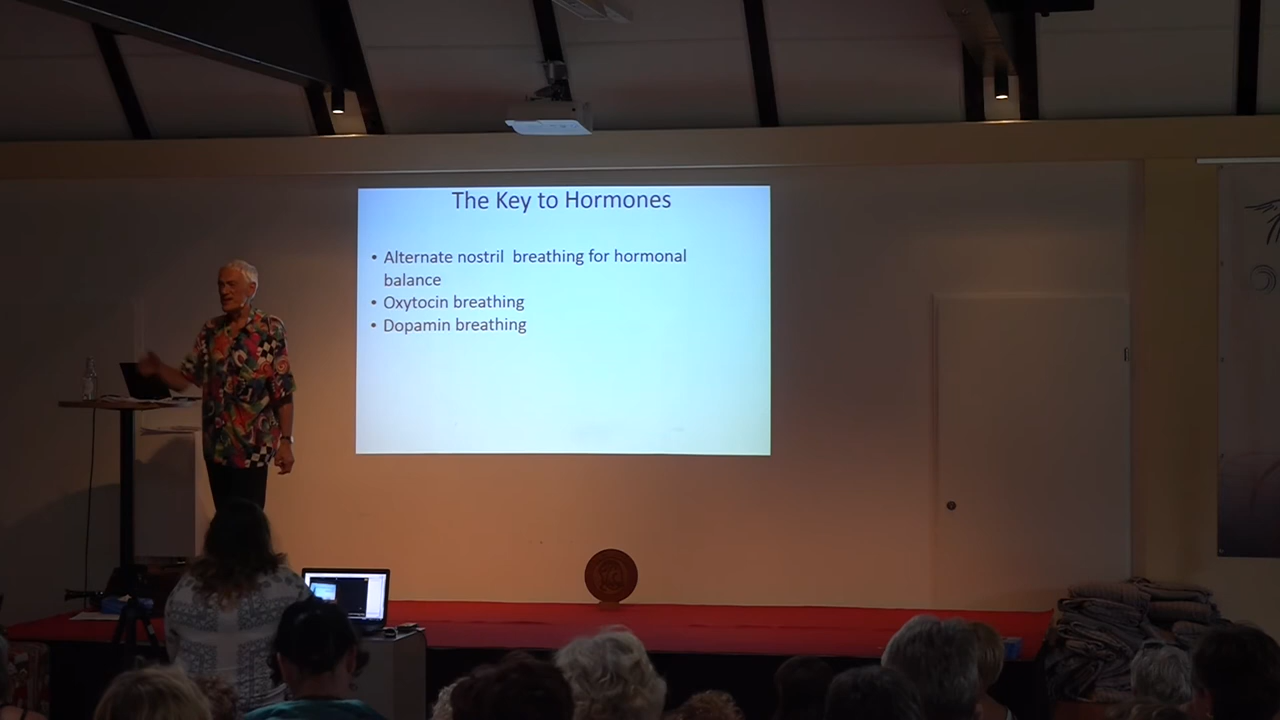 The Key to Hormones
• Alternate nostril breathing for hormonal
balance
• Oxytocin breathing
• Dopamin breathing